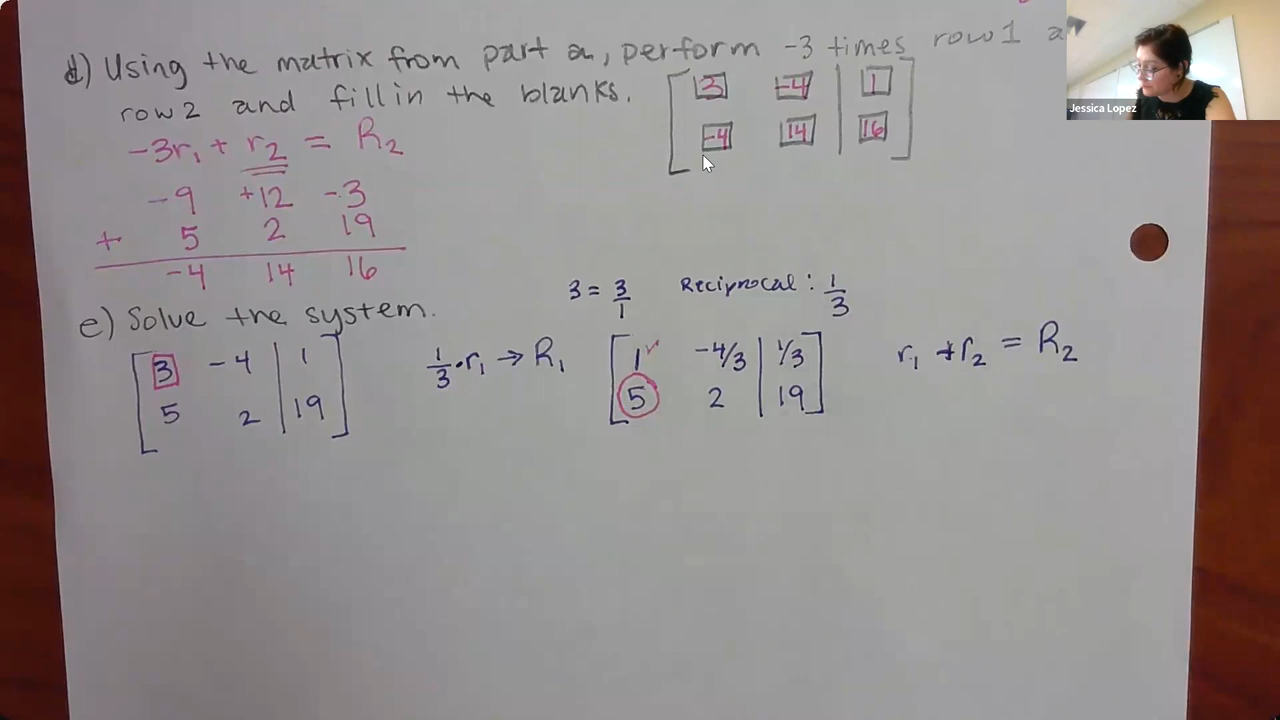 d) Using the matrix from part a, perform -3 times row 1
row 2 and fill in the blanks.
[ 3 -4 | 1 ]
[ -4 14 | 16 ]
-3r₁ + r₂ = R₂
-9 +12 -3
+ 5 2 19
-4 14 16
e) Solve the system.
3 = 3/1 Reciprocal: 1/3
[ 3 -4 | 1 ]
[ 5 2 | 19 ]
1/3 · r₁ → R₁
[ 1 -4/3 | 1/3 ]
[ 5 2 | 19 ]
r₁ + r₂ = R₂
Jessica Lopez